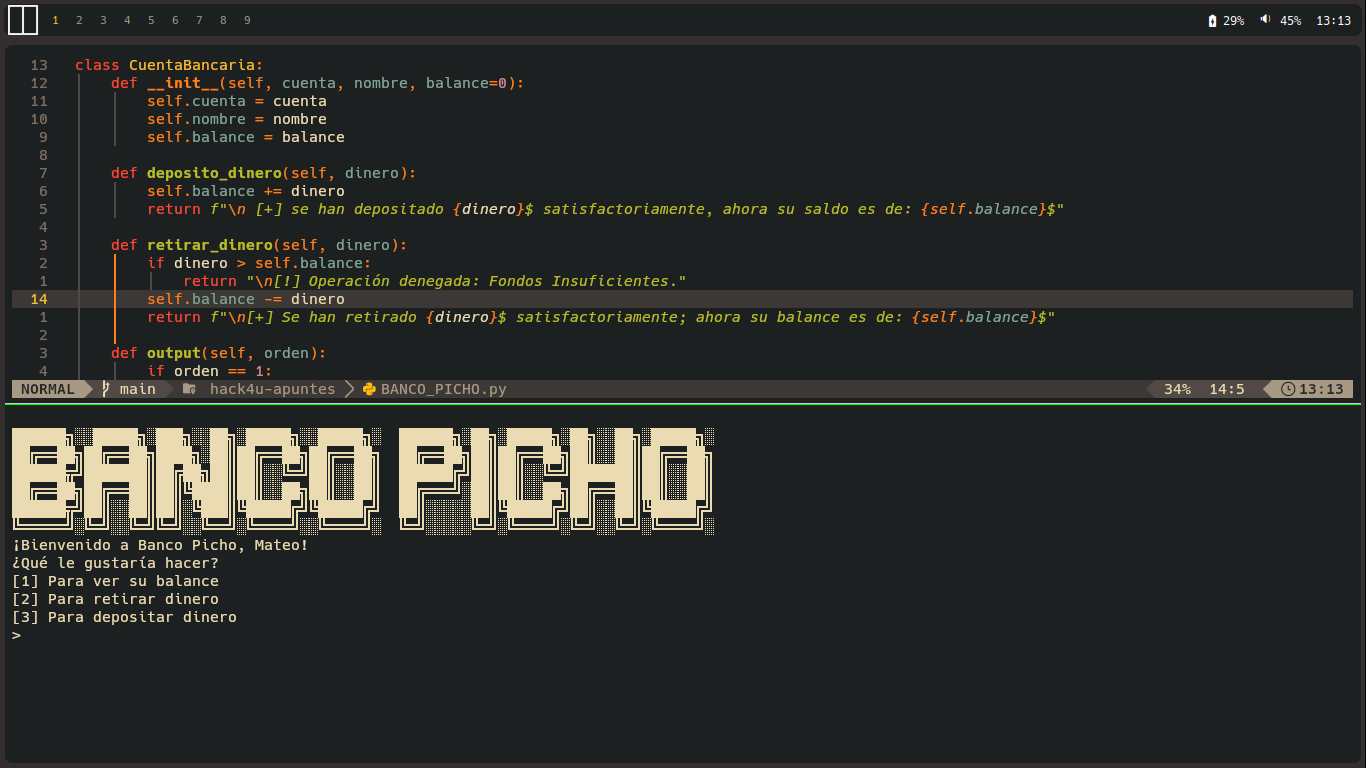 1 2 3 4 5 6 7 8 9 29% 45% 13:13
13 class CuentaBancaria:
12 def __init__(self, cuenta, nombre, balance=0):
11 self.cuenta = cuenta
10 self.nombre = nombre
9 self.balance = balance
8
7 def deposito_dinero(self, dinero):
6 self.balance += dinero
5 return f"\n [+] se han depositado {dinero}$ satisfactoriamente, ahora su saldo es de: {self.balance}$"
4
3 def retirar_dinero(self, dinero):
2 if dinero > self.balance:
1 return "\n[!] Operación denegada: Fondos Insuficientes."
14 self.balance -= dinero
1 return f"\n[+] Se han retirado {dinero}$ satisfactoriamente; ahora su balance es de: {self.balance}$"
2
3 def output(self, orden):
4 if orden == 1:
NORMAL main hack4u-apuntes BANCO_PICHO.py 34% 14:5 13:13
BANCO PICHO
¡Bienvenido a Banco Picho, Mateo!
¿Qué le gustaría hacer?
[1] Para ver su balance
[2] Para retirar dinero
[3] Para depositar dinero
>